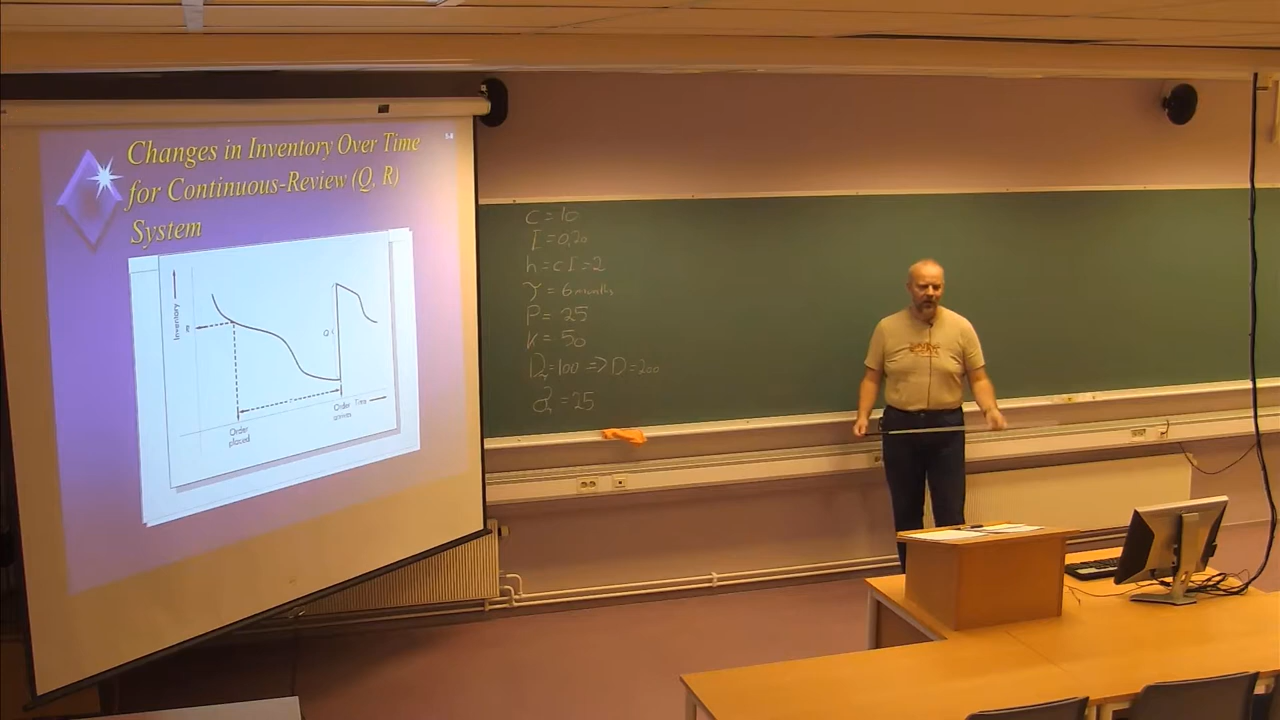 Changes in Inventory Over Time
for Continuous-Review (Q, R)
System
Inventory
R
Q
Order
placed
Order
arrives
Time
c = 10
I = 0,20
h = cI = 2
τ = 6 months
P = 25
K = 50
Dτ = 100 => D = 200
= 25